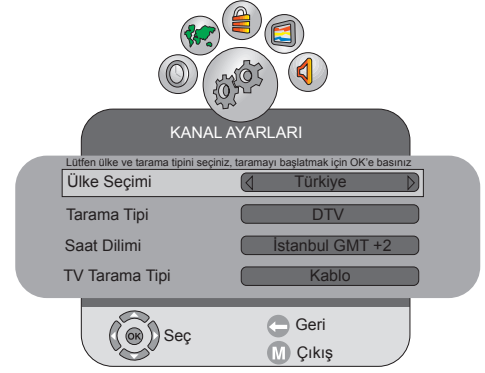 KANAL AYARLARI
Lütfen ülke ve tarama tipini seçiniz, taramayı başlatmak için OK'e basınız
Ülke Seçimi Türkiye
Tarama Tipi DTV
Saat Dilimi İstanbul GMT +2
TV Tarama Tipi Kablo
OK Seç Geri
M Çıkış